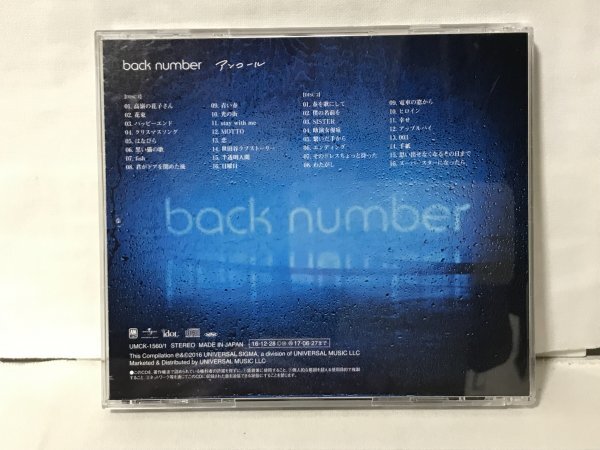 back number アンコール
[DISC 1]
01. 高嶺の花子さん
02. 花束
03. ハッピーエンド
04. クリスマスソング
05. はなびら
06. 黒い猫の歌
07. fish
08. 君がドアを閉めた後
09. 青い春
10. 光の街
11. stay with me
12. MOTTO
13. 恋
14. 世田谷ラブストーリー
15. 半透明人間
16. 日曜日
[DISC 2]
01. 春を歌にして
02. 僕の名前を
03. SISTER
04. 助演女優症
05. 繋いだ手から
06. エンディング
07. そのドレスちょっと待った
08. わたがし
09. 電車の窓から
10. ヒロイン
11. 幸せ
12. アップルパイ
13. 003
14. 手紙
15. 思い出せなくなるその日まで
16. スーパースターになったら
back number
UMCK-1560/1 STEREO MADE IN JAPAN
This Compilation ℗&©2016 UNIVERSAL SIGMA, a division of UNIVERSAL MUSIC LLC
Marketed & Distributed by UNIVERSAL MUSIC LLC